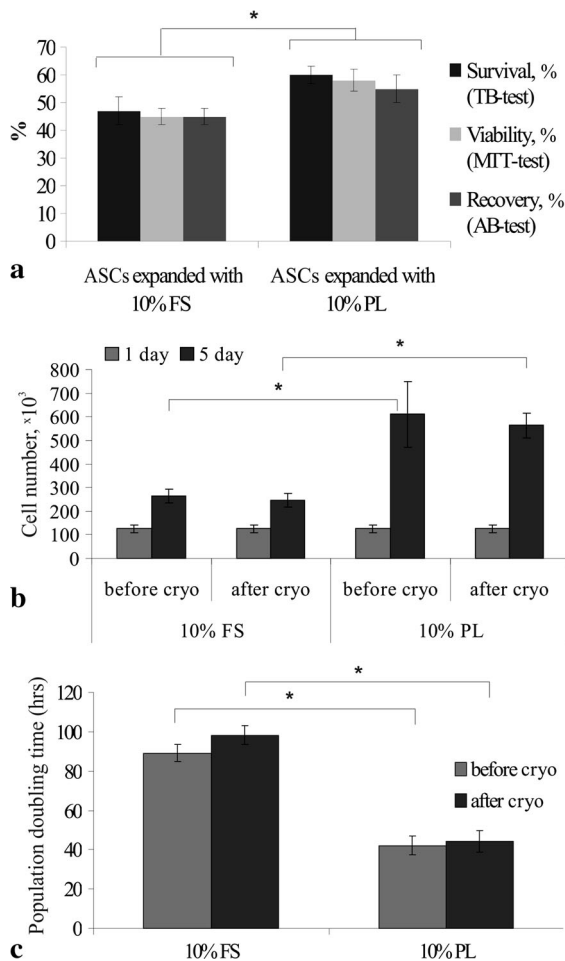 *
70
60
50
40
30
20
10
0
%
Survival, %
(TB-test)
Viability, %
(MTT-test)
Recovery, %
(AB-test)
ASCs expanded with
10% FS
ASCs expanded with
10% PL
a
1 day
5 day
*
*
800
700
600
500
400
300
200
100
0
Cell number, ×10³
before cryo
after cryo
before cryo
after cryo
10% FS
10% PL
b
*
*
120
100
80
60
40
20
0
Population doubling time (hrs)
before cryo
after cryo
10% FS
10% PL
c